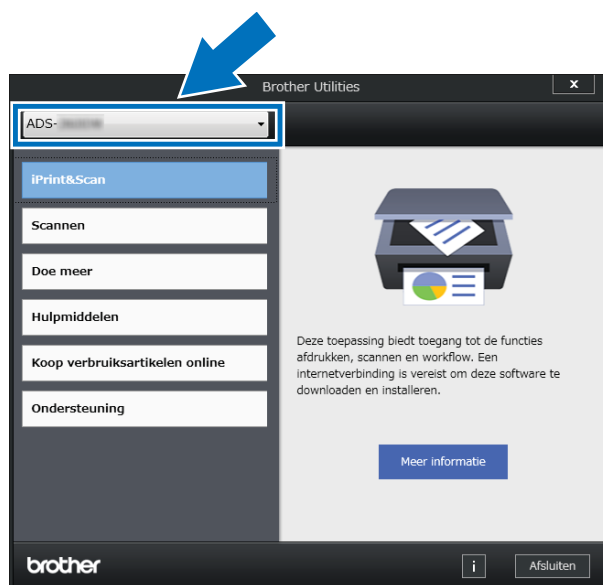 Brother Utilities
x
ADS-
iPrint&Scan
Scannen
Doe meer
Hulpmiddelen
Koop verbruiksartikelen online
Ondersteuning
Deze toepassing biedt toegang tot de functies
afdrukken, scannen en workflow. Een
internetverbinding is vereist om deze software te
downloaden en installeren.
Meer informatie
brother
i
Afsluiten